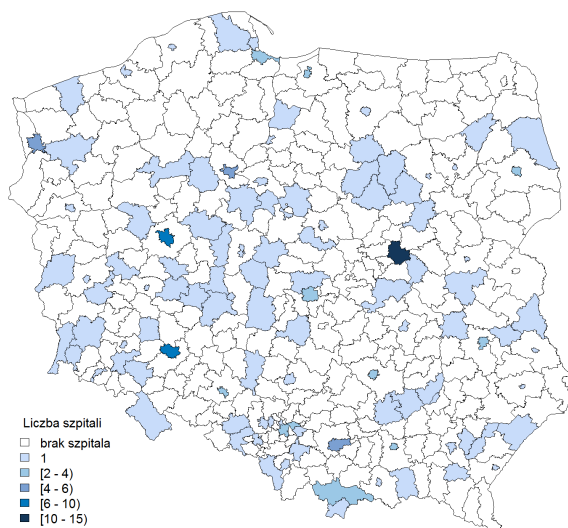 Liczba szpitali
brak szpitala
1
[2 - 4)
[4 - 6)
[6 - 10)
[10 - 15)